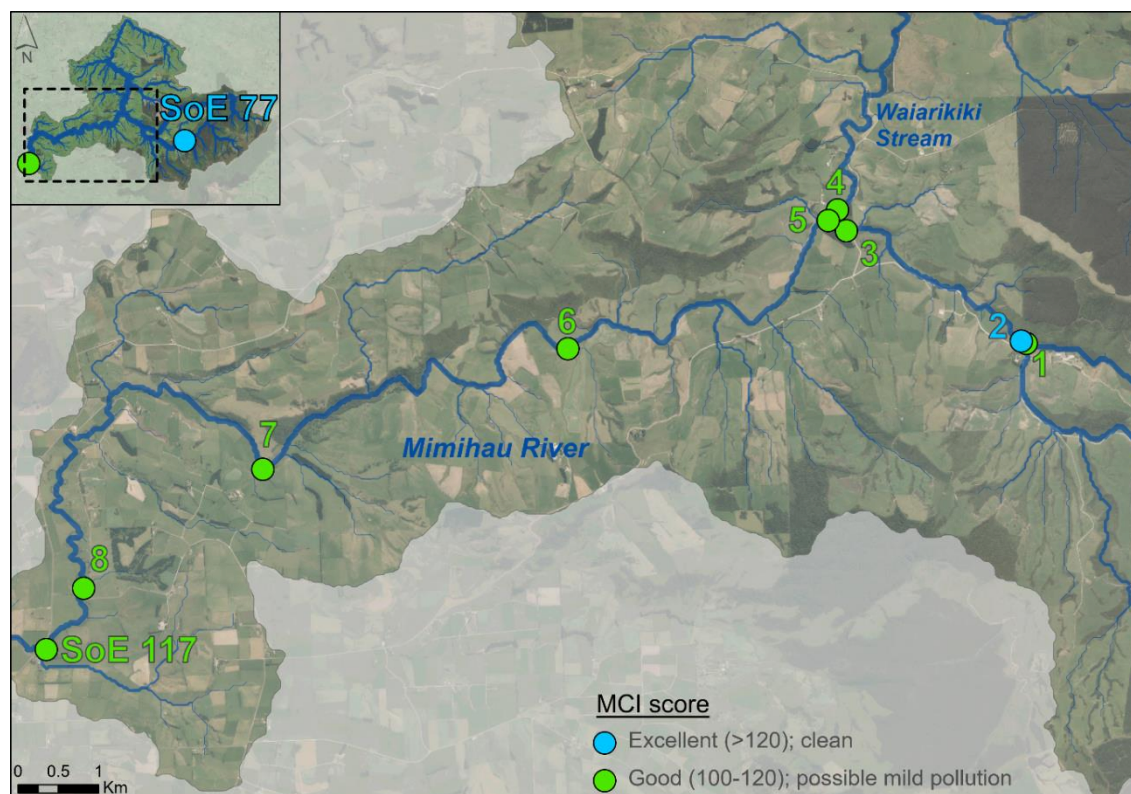 N
SoE 77
Waiarikiki
Stream
4
5
3
2
1
6
Mimihau River
7
8
SoE 117
MCI score
Excellent (>120); clean
Good (100-120); possible mild pollution
0 0.5 1
Km